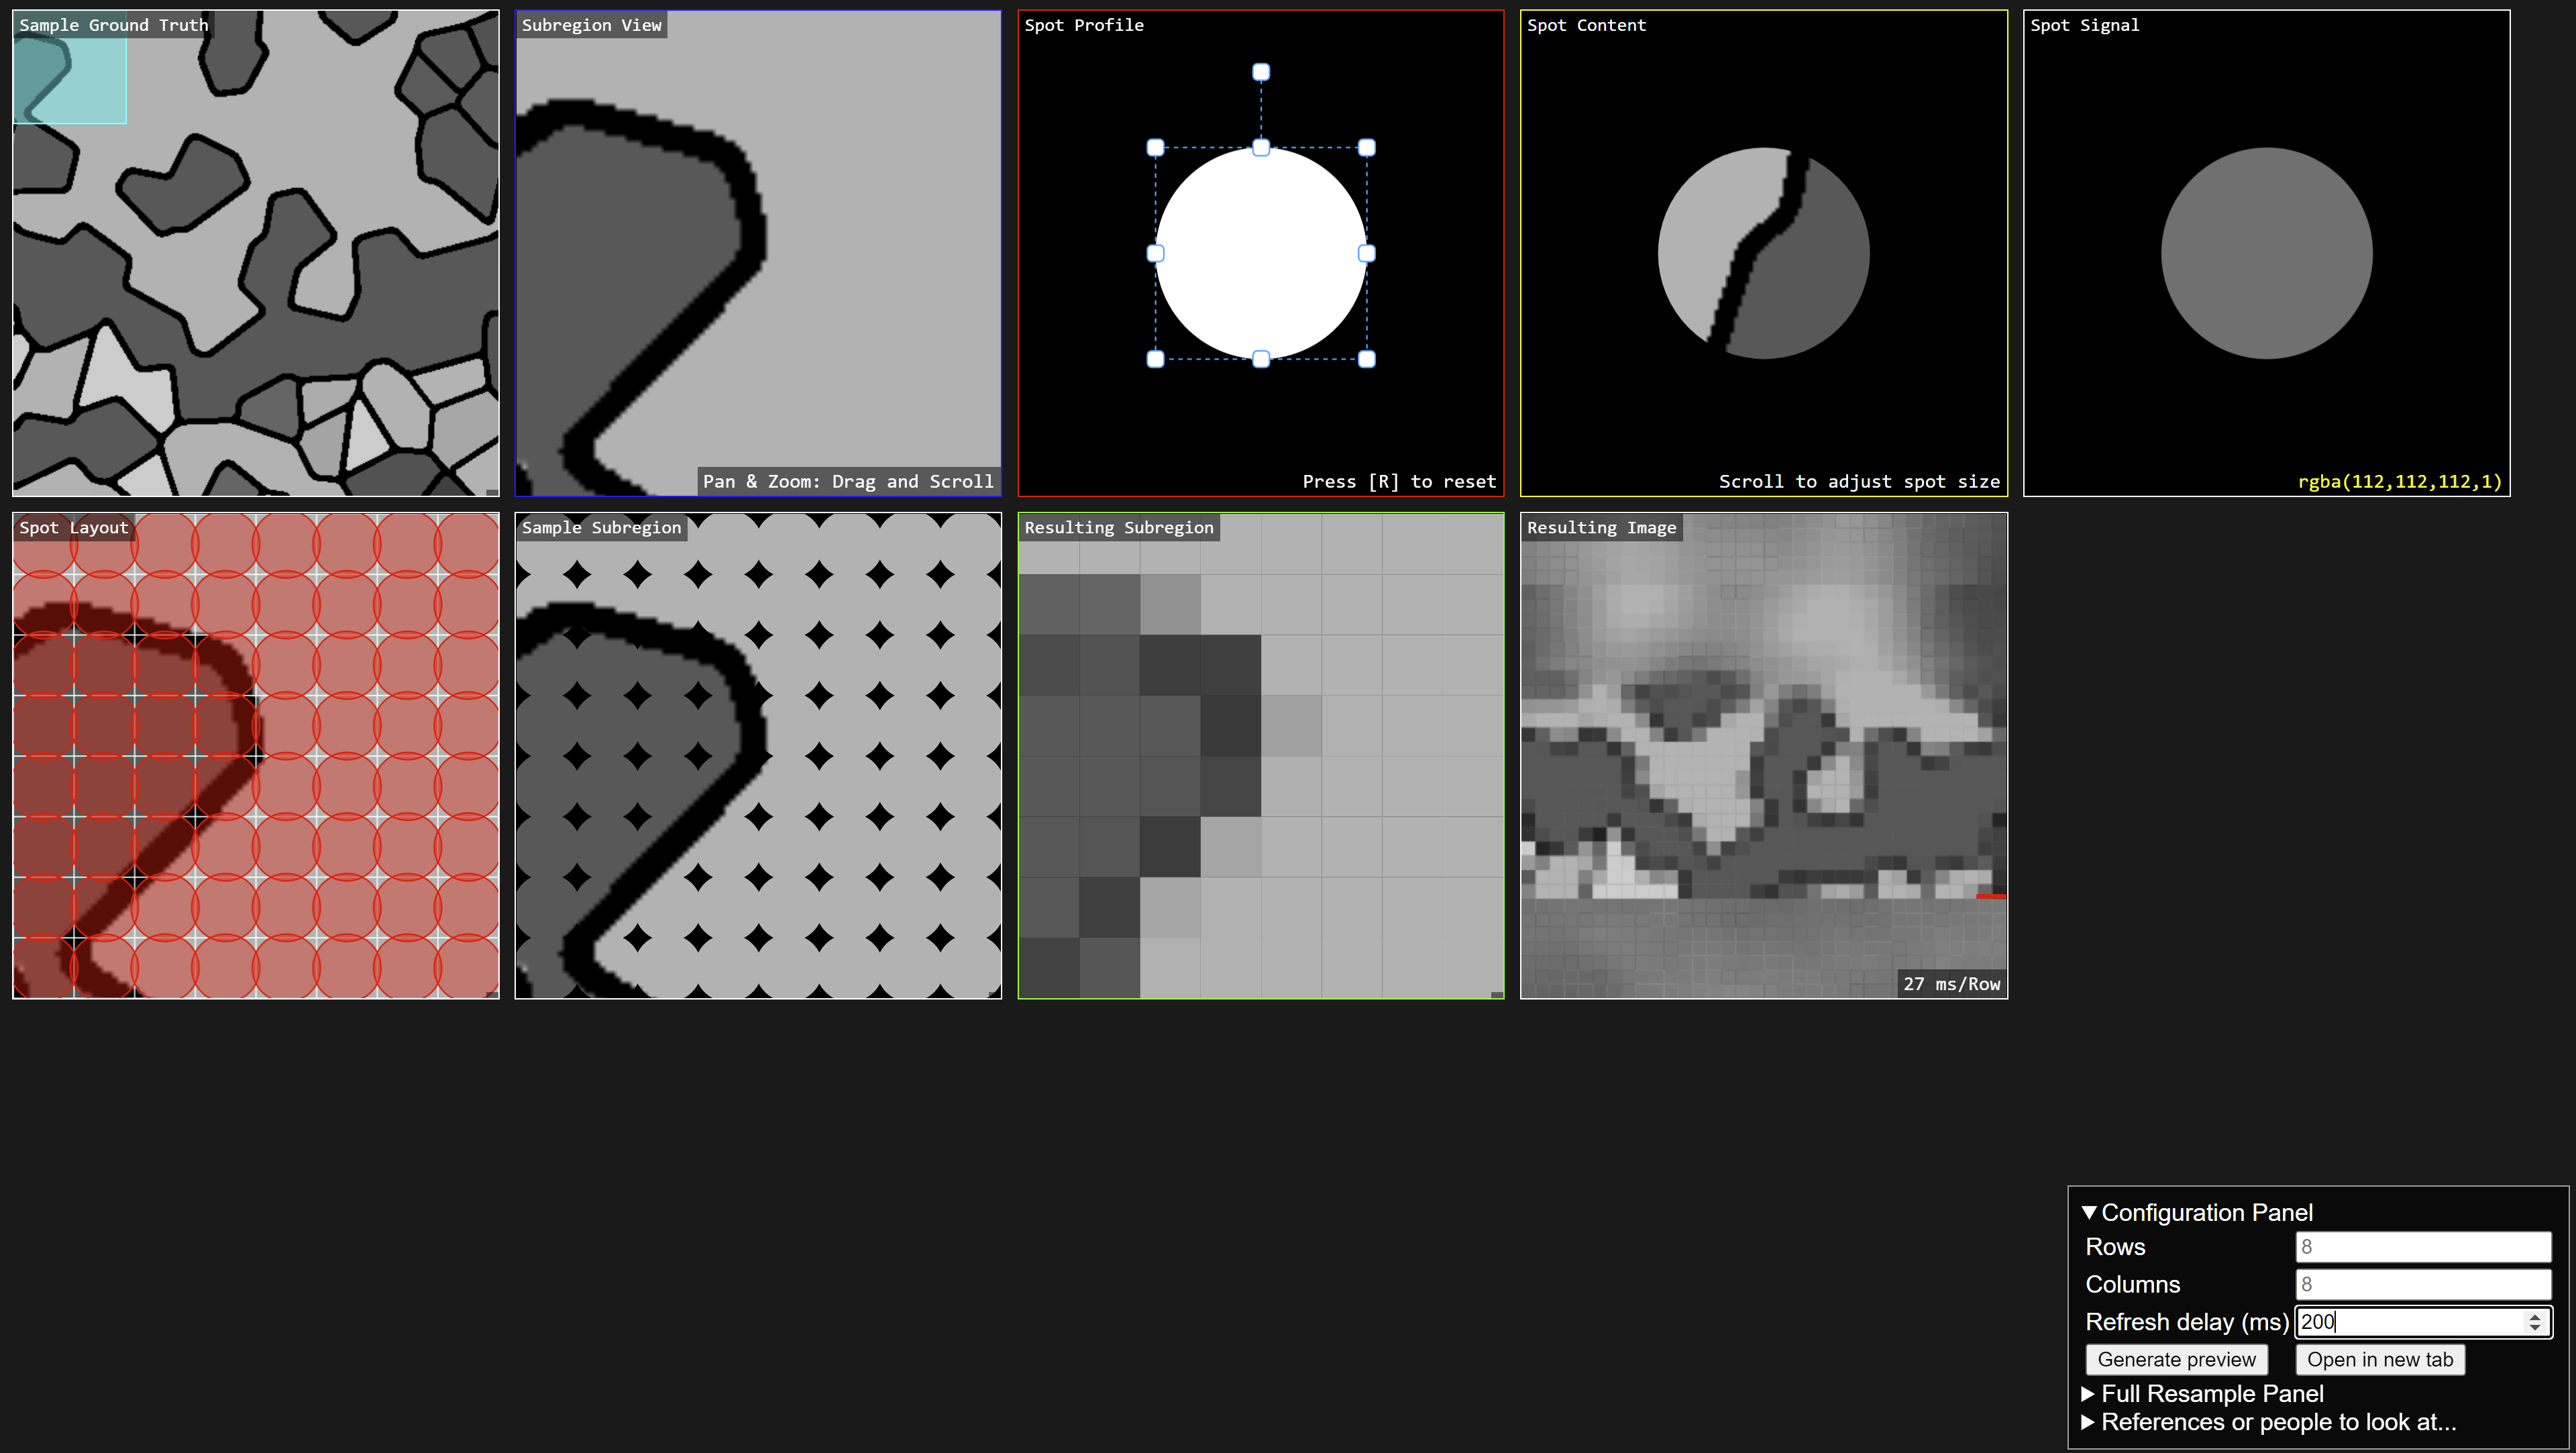 Sample Ground Truth
Subregion View
Pan & Zoom: Drag and Scroll
Spot Profile
Press [R] to reset
Spot Content
Scroll to adjust spot size
Spot Signal
rgba(112,112,112,1)
Spot Layout
Sample Subregion
Resulting Subregion
Resulting Image
27 ms/Row
▼ Configuration Panel
Rows 8
Columns 8
Refresh delay (ms) 200
Generate preview Open in new tab
▶ Full Resample Panel
▶ References or people to look at...